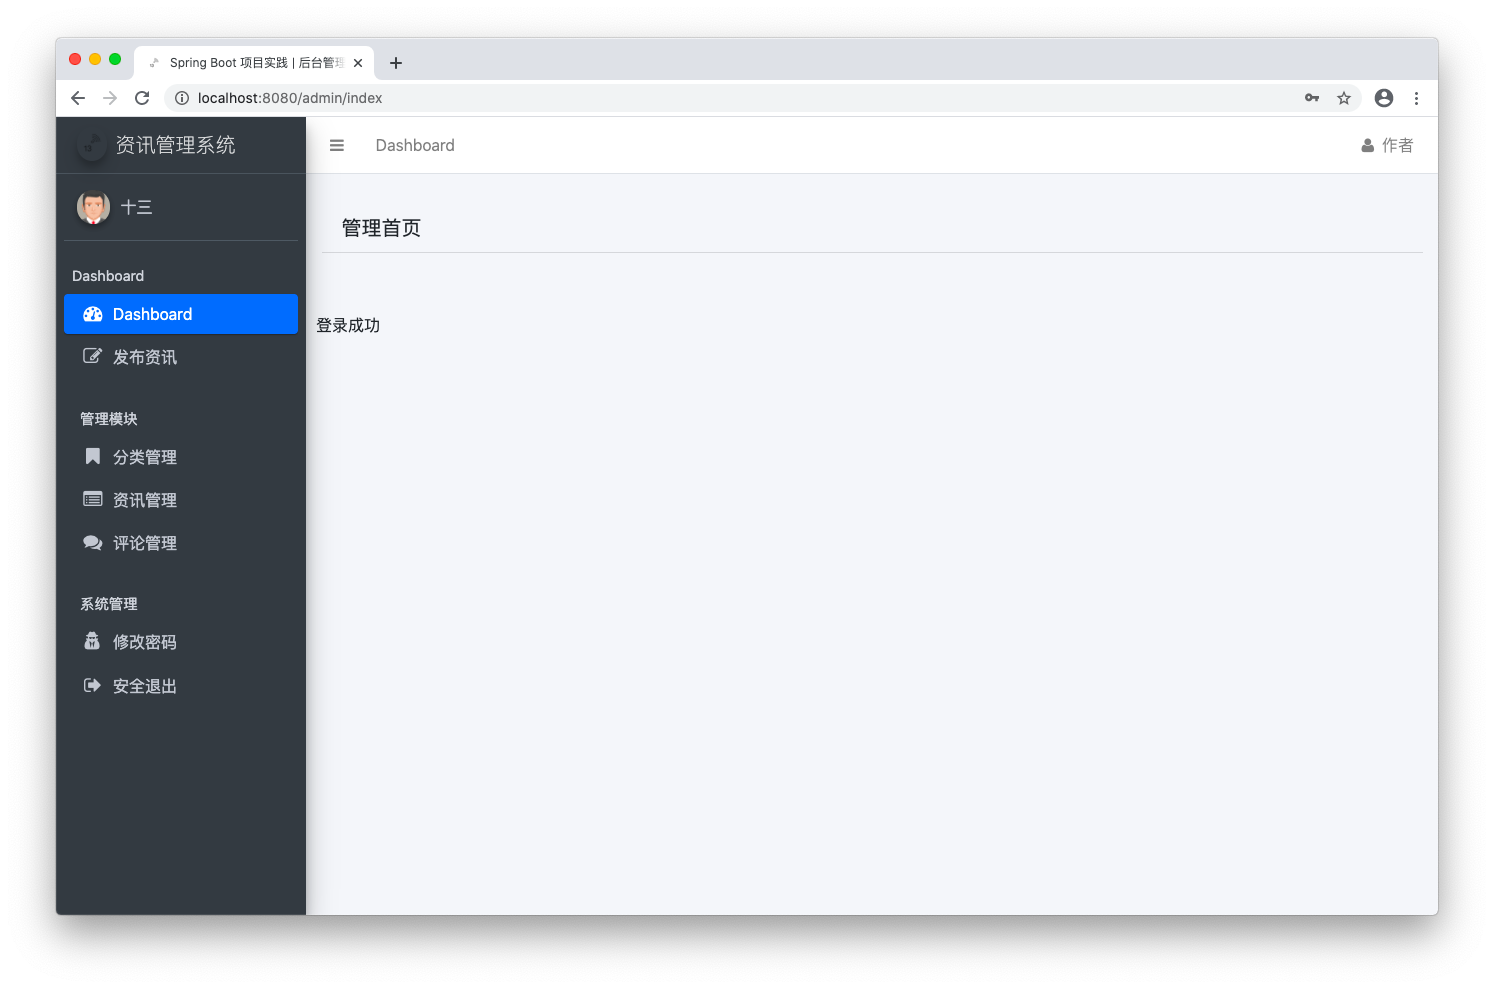 Spring Boot 项目实践 | 后台管理
localhost:8080/admin/index
资讯管理系统
Dashboard
作者
十三
管理首页
Dashboard
Dashboard
登录成功
发布资讯
管理模块
分类管理
资讯管理
评论管理
系统管理
修改密码
安全退出